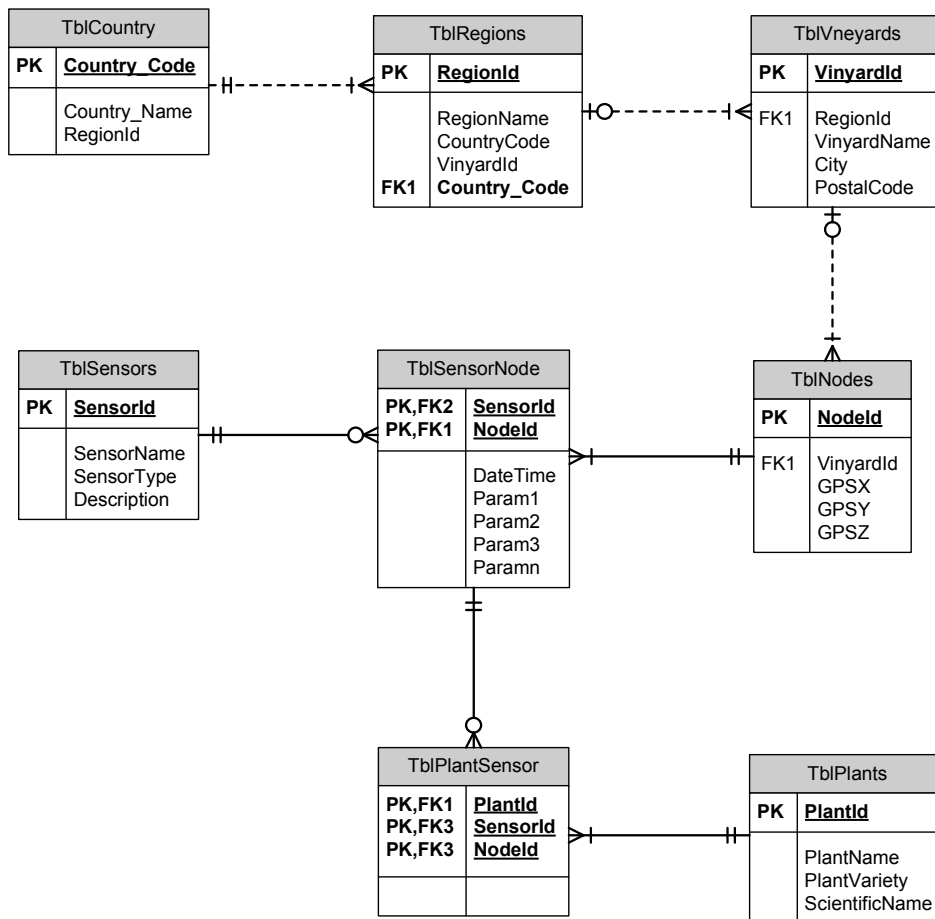 TblCountry
PK Country_Code
Country_Name
RegionId
TblRegions
PK RegionId
RegionName
CountryCode
VinyardId
FK1 Country_Code
TblVneyards
PK VinyardId
FK1 RegionId
VinyardName
City
PostalCode
TblSensors
PK SensorId
SensorName
SensorType
Description
TblSensorNode
PK,FK2 SensorId
PK,FK1 NodeId
DateTime
Param1
Param2
Param3
Paramn
TblNodes
PK NodeId
FK1 VinyardId
GPSX
GPSY
GPSZ
TblPlantSensor
PK,FK1 PlantId
PK,FK3 SensorId
PK,FK3 NodeId
TblPlants
PK PlantId
PlantName
PlantVariety
ScientificName